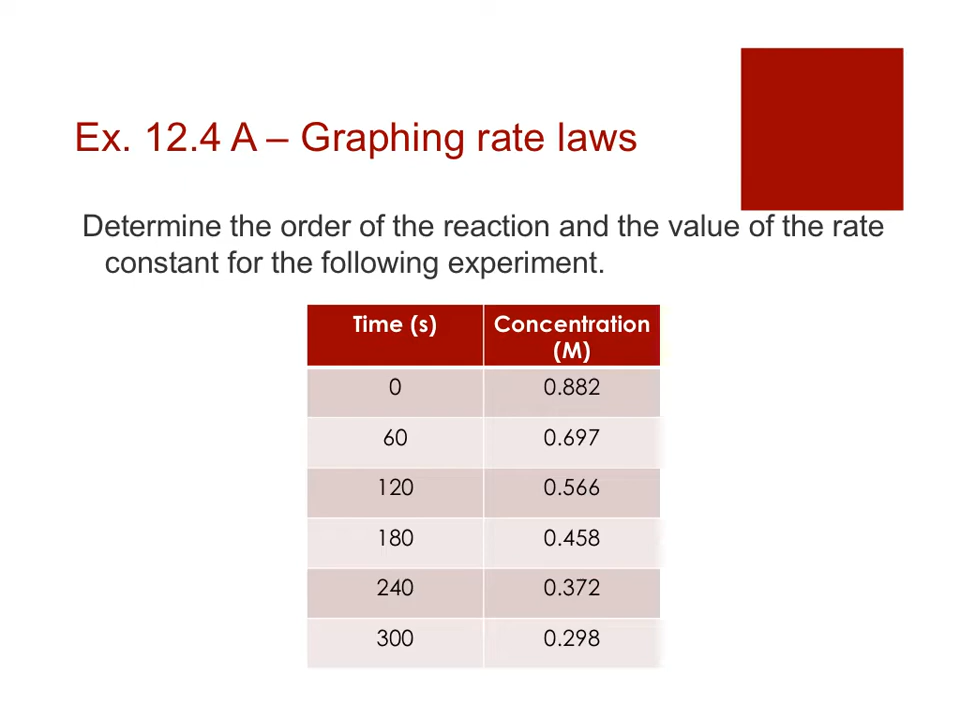 Ex. 12.4 A – Graphing rate laws
Determine the order of the reaction and the value of the rate
constant for the following experiment.
Time (s) Concentration
(M)
0 0.882
60 0.697
120 0.566
180 0.458
240 0.372
300 0.298